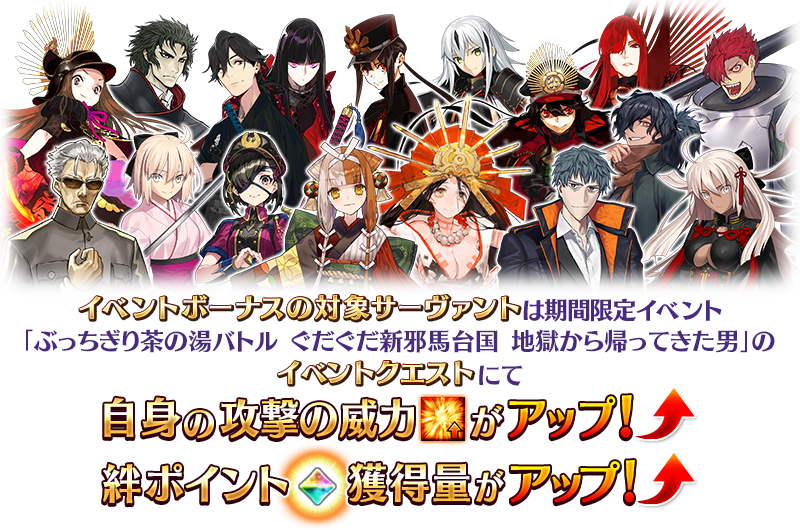 イベントボーナスの対象サーヴァントは期間限定イベント
「ぶっちぎり茶の湯バトル ぐだぐだ新邪馬台国 地獄から帰ってきた男」の
イベントクエストにて
自身の攻撃の威力がアップ!
絆ポイント獲得量がアップ!